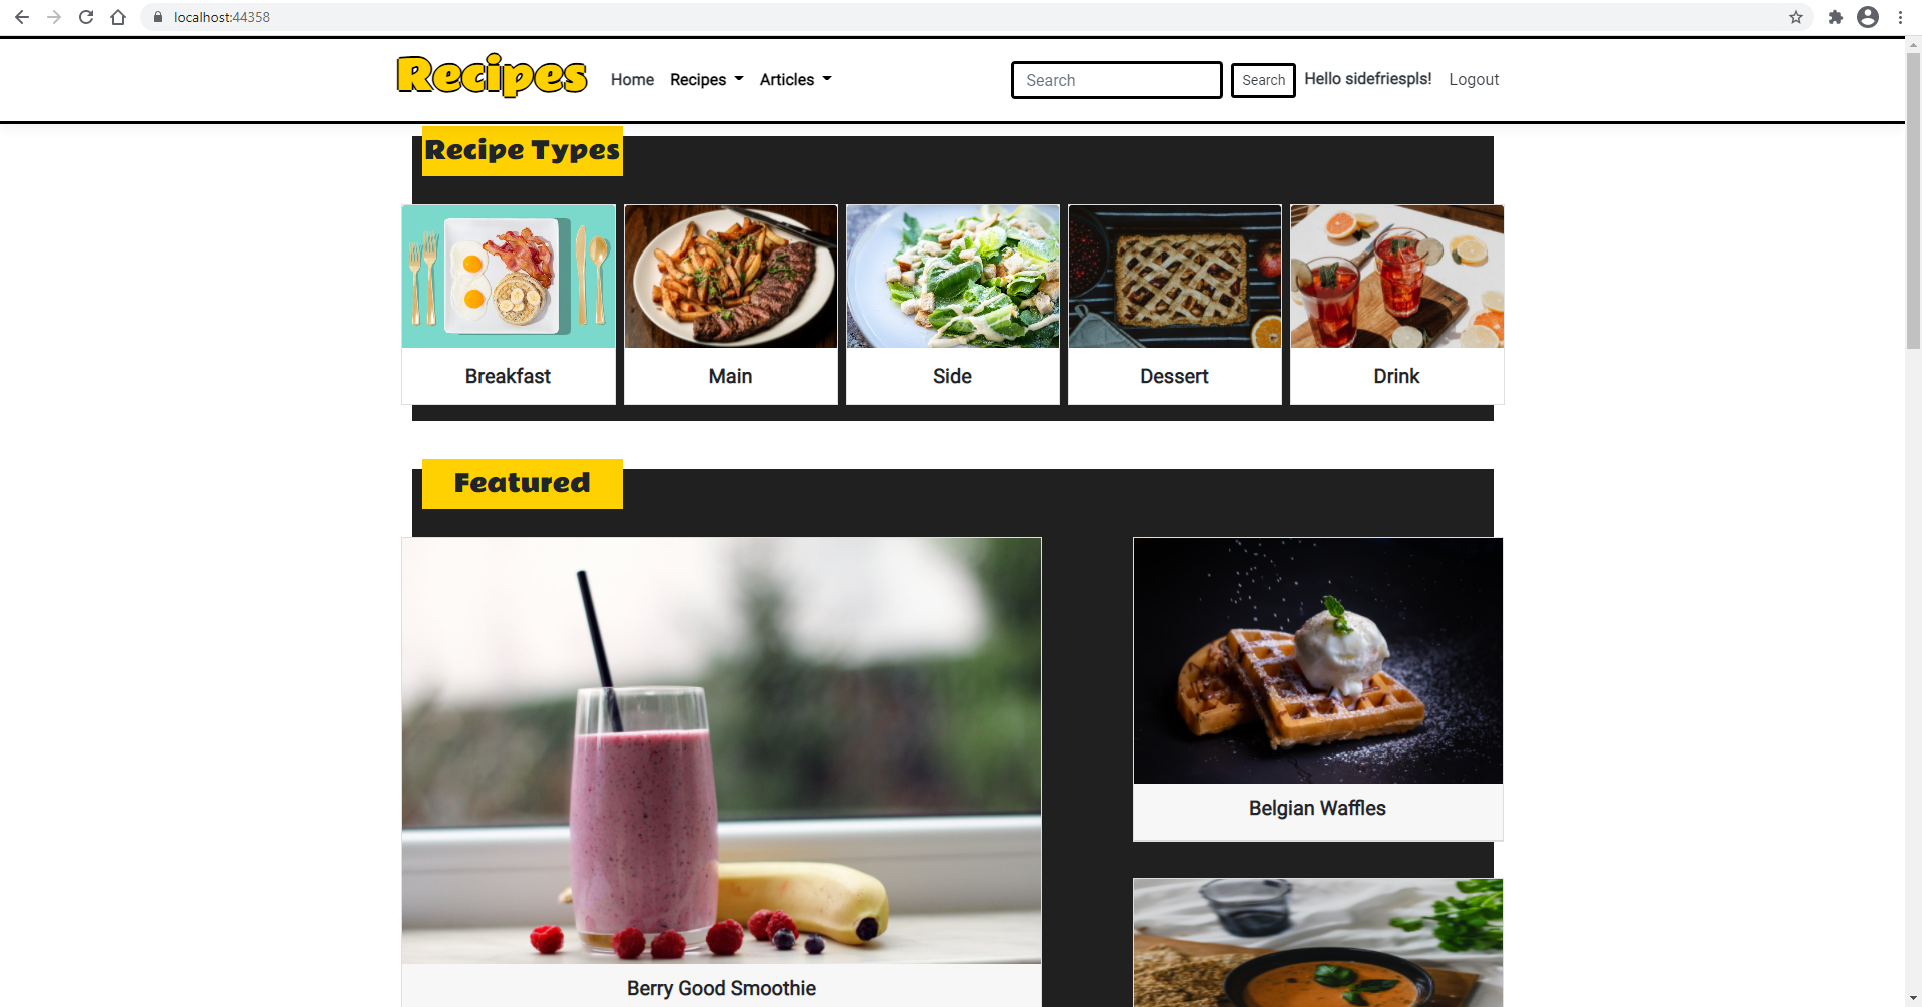 localhost:44358
Recipes Home Recipes Articles Search Search Hello sidefriespls! Logout
Recipe Types
Breakfast Main Side Dessert Drink
Featured
Belgian Waffles
Berry Good Smoothie